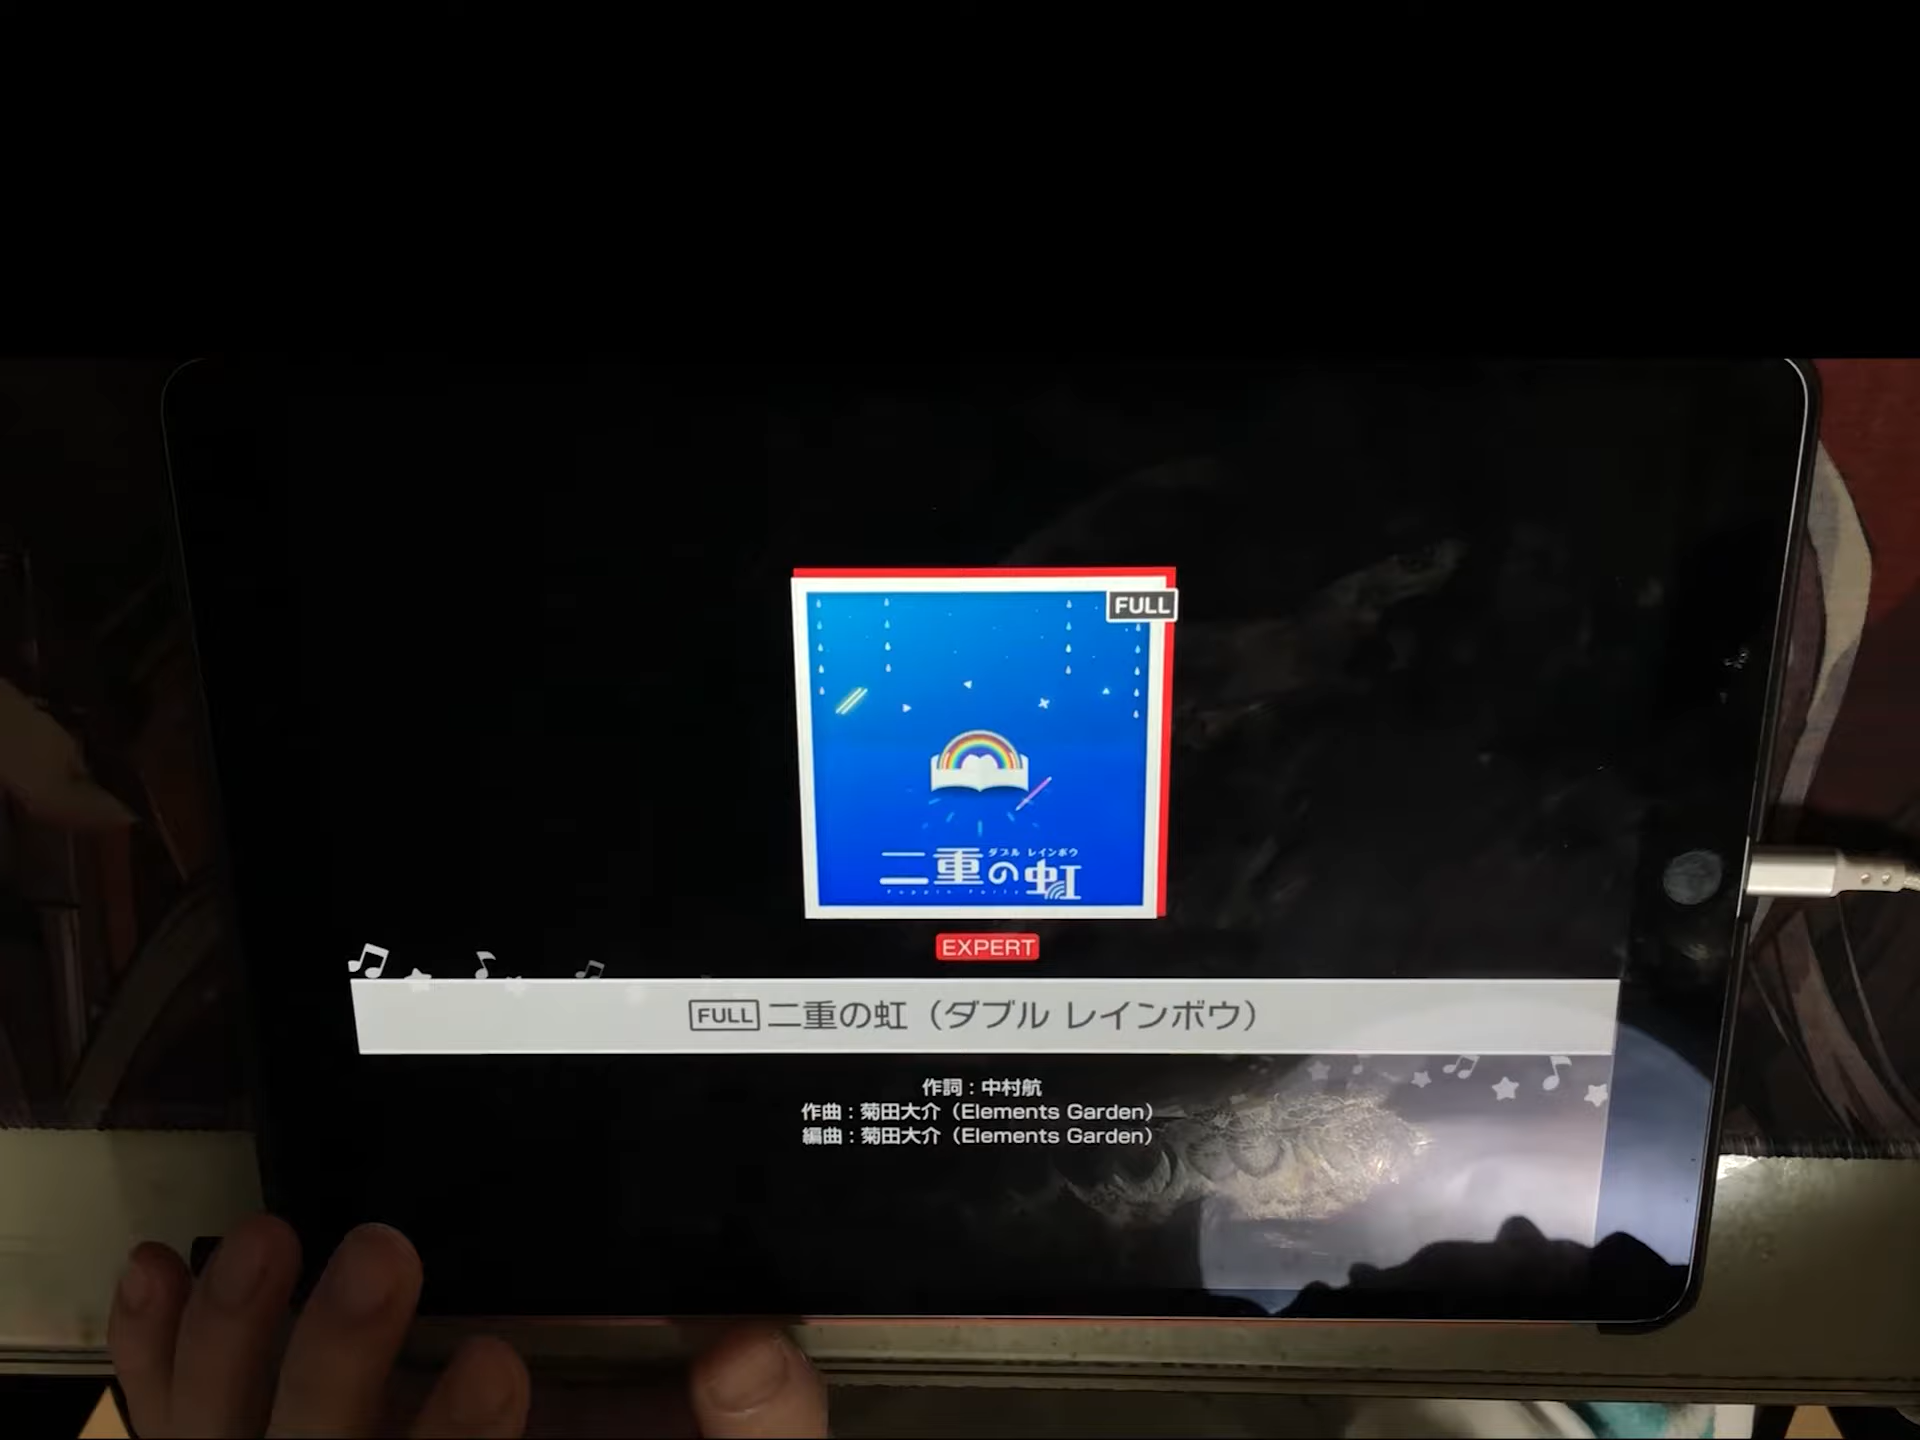 FULL
ダブル レインボウ
二重の虹
Poppin'Party
EXPERT
FULL 二重の虹（ダブル レインボウ）
作詞：中村航
作曲：菊田大介（Elements Garden）
編曲：菊田大介（Elements Garden）